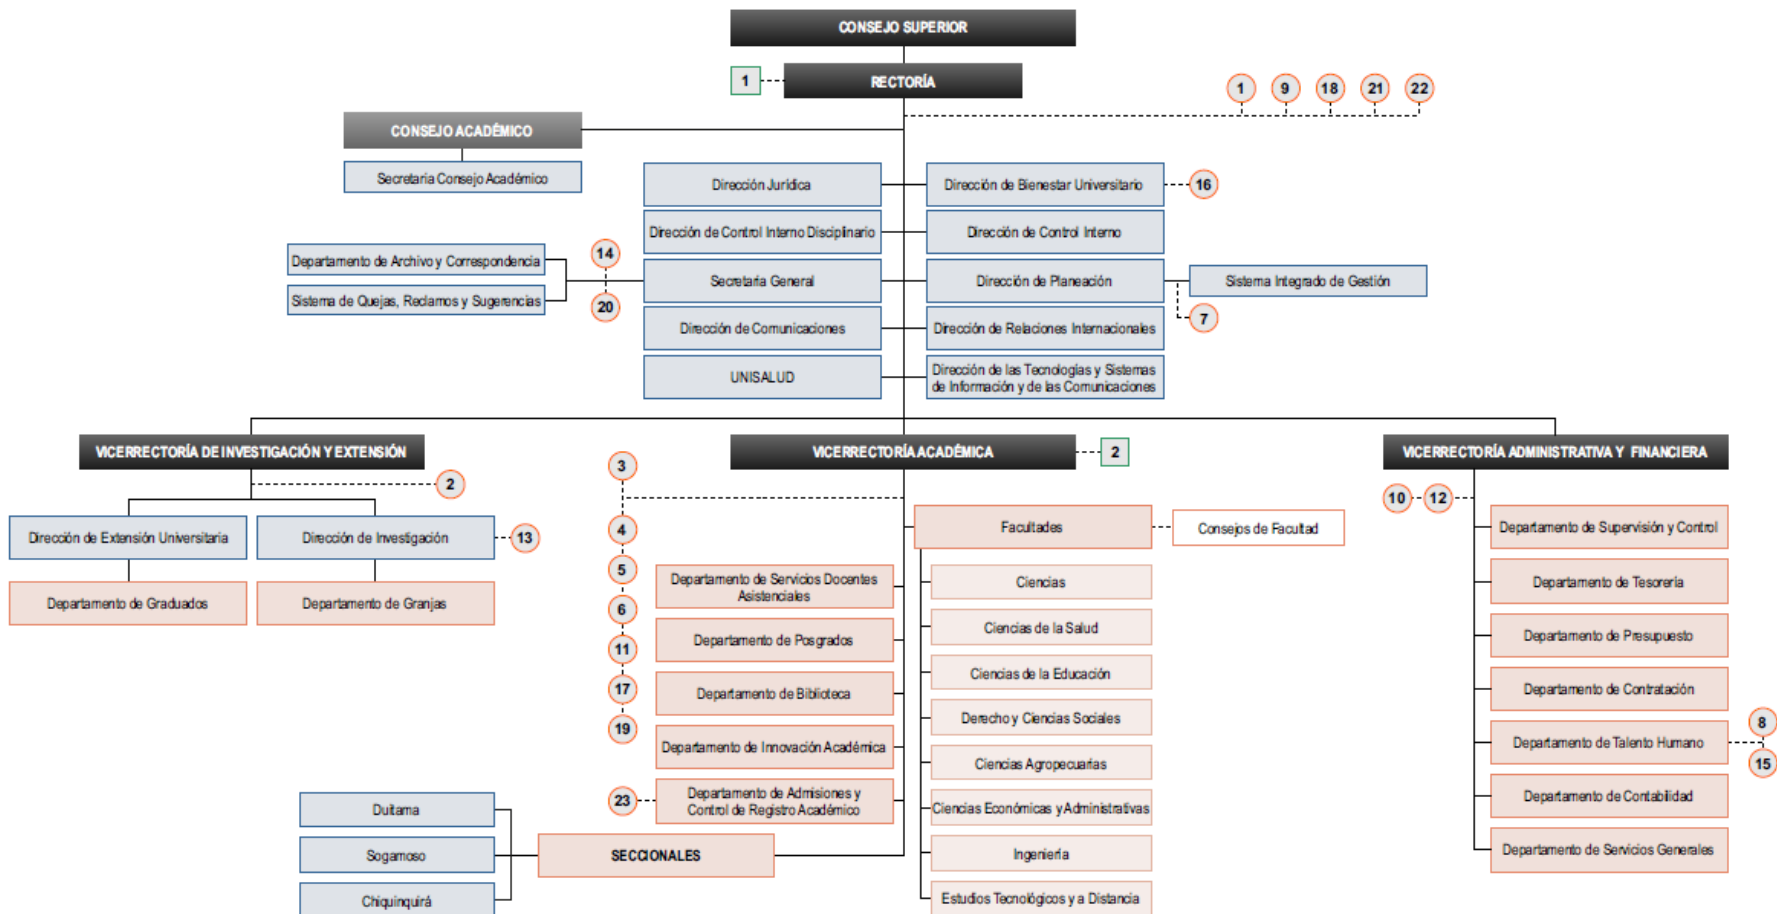 CONSEJO SUPERIOR
1
RECTORÍA
1
9
18
21
22
CONSEJO ACADÉMICO
Secretaria Consejo Académico
Dirección Jurídica
Dirección de Bienestar Universitario
16
Dirección de Control Interno Disciplinario
Dirección de Control Interno
Departamento de Archivo y Correspondencia
Sistema de Quejas, Reclamos y Sugerencias
14
20
Secretaria General
Dirección de Planeación
Sistema Integrado de Gestión
7
Dirección de Comunicaciones
Dirección de Relaciones Internacionales
UNISALUD
Dirección de las Tecnologías y Sistemas
de Información y de las Comunicaciones
VICERRECTORÍA DE INVESTIGACIÓN Y EXTENSIÓN
2
Dirección de Extensión Universitaria
Dirección de Investigación
13
Departamento de Graduados
Departamento de Granjas
VICERRECTORÍA ACADÉMICA
2
3
4
5
6
11
17
19
Facultades
Consejos de Facultad
Departamento de Servicios Docentes
Asistenciales
Departamento de Posgrados
Departamento de Biblioteca
Departamento de Innovación Académica
23
Departamento de Admisiones y
Control de Registro Académico
Ciencias
Ciencias de la Salud
Ciencias de la Educación
Derecho y Ciencias Sociales
Ciencias Agropecuarias
Ciencias Económicas y Administrativas
Ingeniería
Estudios Tecnológicos y a Distancia
SECCIONALES
Duitama
Sogamoso
Chiquinquirá
VICERRECTORÍA ADMINISTRATIVA Y FINANCIERA
10
12
Departamento de Supervisión y Control
Departamento de Tesorería
Departamento de Presupuesto
Departamento de Contratación
Departamento de Talento Humano
8
15
Departamento de Contabilidad
Departamento de Servicios Generales